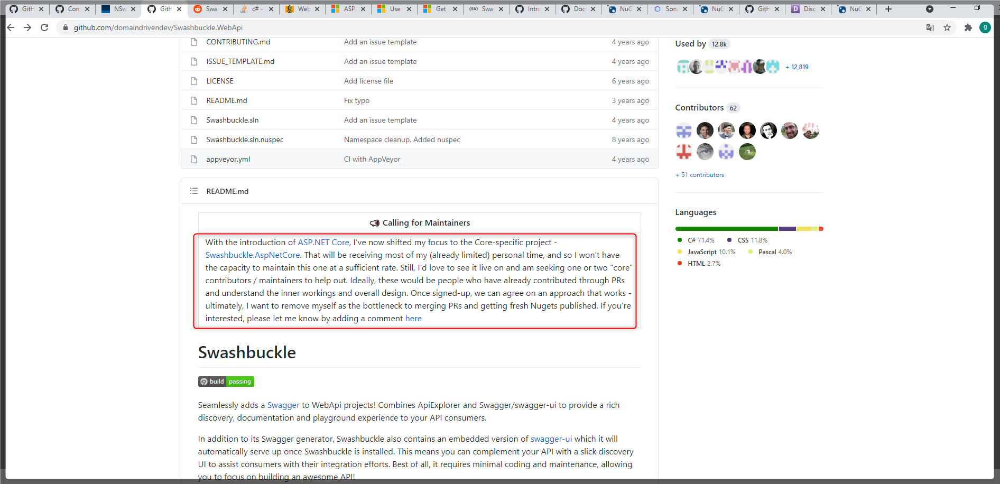 GitH
Com
NSw
GitH
Swas
c# -
Web
ASP.
Use
Get
{EA} Swa
Intro
Docs
NuG
Sona
NuG
GitH
Disc
NuG
github.com/domaindrivendev/Swashbuckle.WebApi
g
CONTRIBUTING.md Add an issue template 4 years ago
ISSUE_TEMPLATE.md Add an issue template 4 years ago
LICENSE Add license file 6 years ago
README.md Fix typo 3 years ago
Swashbuckle.sln Add an issue template 4 years ago
Swashbuckle.sln.nuspec Namespace cleanup. Added nuspec 8 years ago
appveyor.yml CI with AppVeyor 4 years ago
README.md
Calling for Maintainers
With the introduction of ASP.NET Core, I've now shifted my focus to the Core-specific project -
Swashbuckle.AspNetCore. That will be receiving most of my (already limited) personal time, and so I won't have
the capacity to maintain this one at a sufficient rate. Still, I'd love to see it live on and am seeking one or two "core"
contributors / maintainers to help out. Ideally, these would be people who have already contributed through PRs
and understand the inner workings and overall design. Once signed-up, we can agree on an approach that works -
ultimately, I want to remove myself as the bottleneck to merging PRs and getting fresh Nugets published. If you're
interested, please let me know by adding a comment here
Swashbuckle
build passing
Seamlessly adds a Swagger to WebApi projects! Combines ApiExplorer and Swagger/swagger-ui to provide a rich
discovery, documentation and playground experience to your API consumers.
In addition to its Swagger generator, Swashbuckle also contains an embedded version of swagger-ui which it will
automatically serve up once Swashbuckle is installed. This means you can complement your API with a slick discovery
UI to assist consumers with their integration efforts. Best of all, it requires minimal coding and maintenance, allowing
you to focus on building an awesome API!
Used by 12.8k
+ 12,819
Contributors 62
+ 51 contributors
Languages
C# 71.4% CSS 11.8%
JavaScript 10.1% Pascal 4.0%
HTML 2.7%